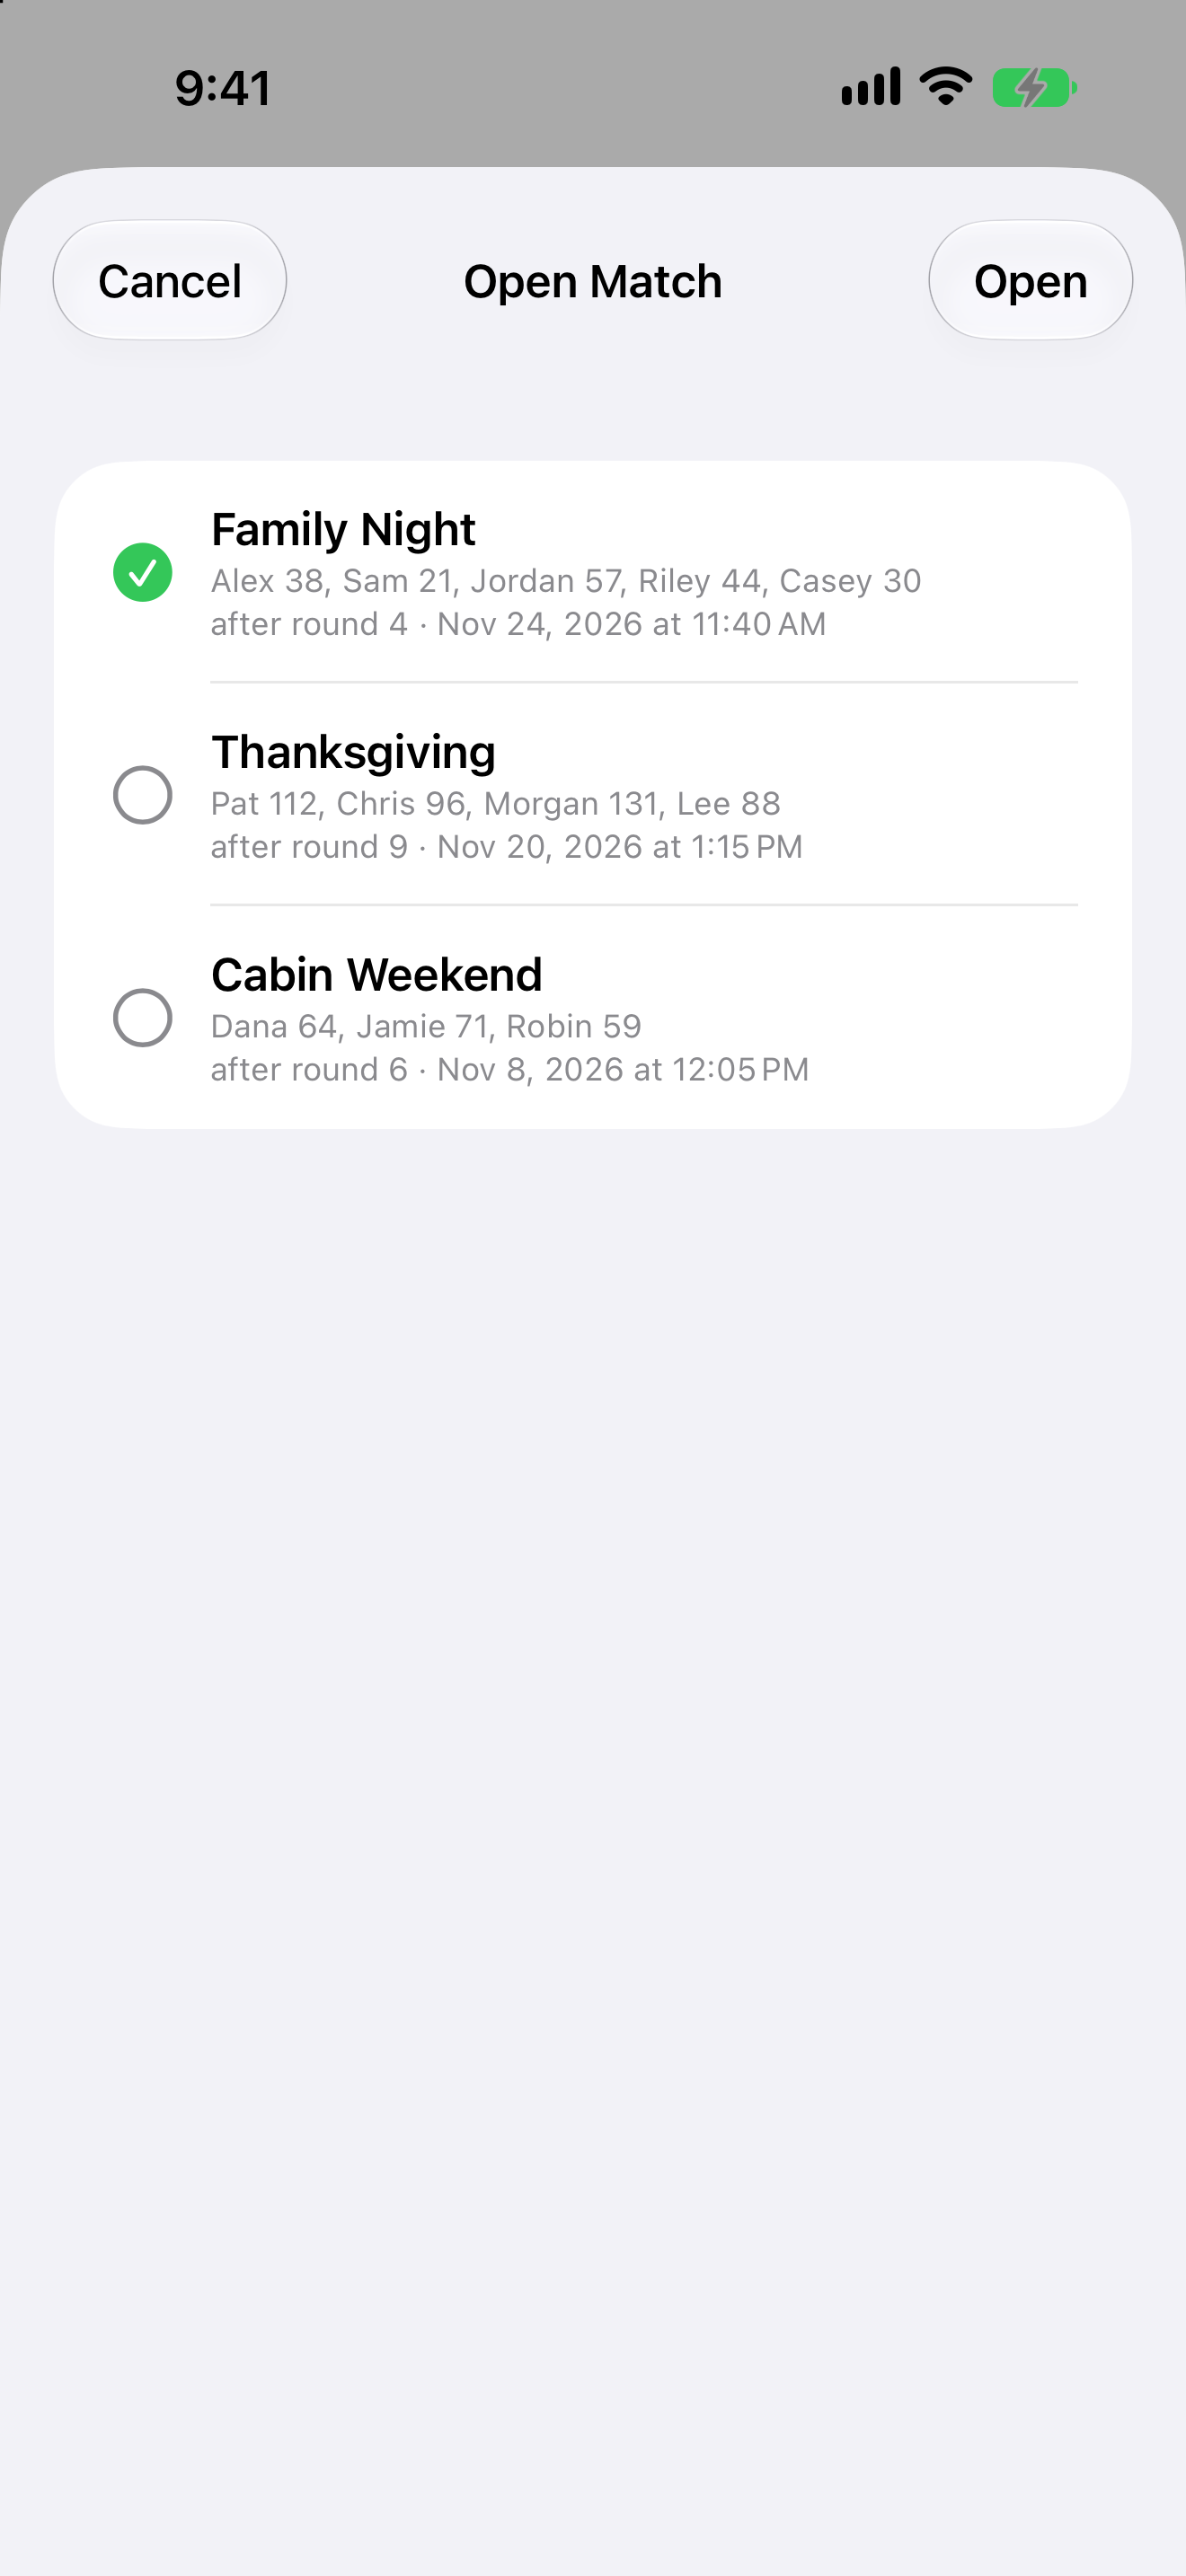 9:41
Cancel
Open Match
Open
Family Night
Alex 38, Sam 21, Jordan 57, Riley 44, Casey 30
after round 4 · Nov 24, 2026 at 11:40 AM
Thanksgiving
Pat 112, Chris 96, Morgan 131, Lee 88
after round 9 · Nov 20, 2026 at 1:15 PM
Cabin Weekend
Dana 64, Jamie 71, Robin 59
after round 6 · Nov 8, 2026 at 12:05 PM